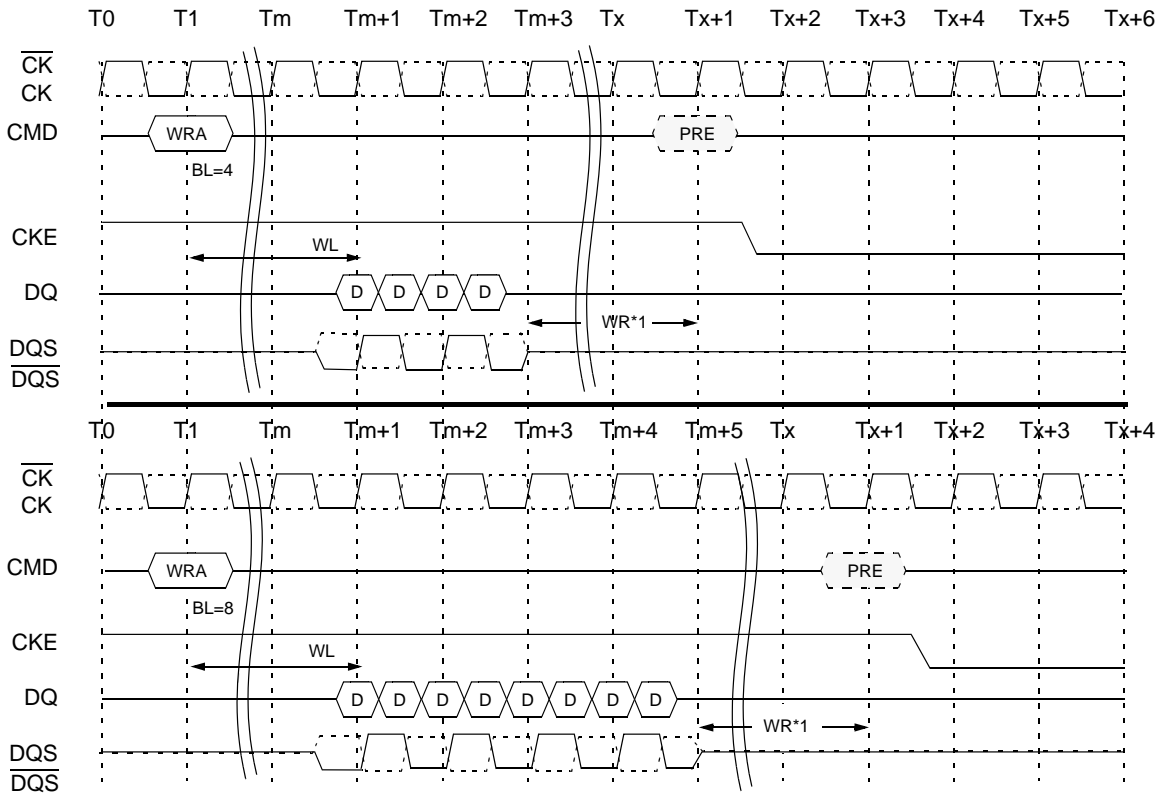 T0 T1 Tm Tm+1 Tm+2 Tm+3 Tx Tx+1 Tx+2 Tx+3 Tx+4 Tx+5 Tx+6
CK
CK
CMD WRA PRE
BL=4
CKE
WL
DQ D D D D
WR*1
DQS
DQS
T0 T1 Tm Tm+1 Tm+2 Tm+3 Tm+4 Tm+5 Tx Tx+1 Tx+2 Tx+3 Tx+4
CK
CK
CMD WRA PRE
BL=8
CKE
WL
DQ D D D D D D D D
WR*1
DQS
DQS